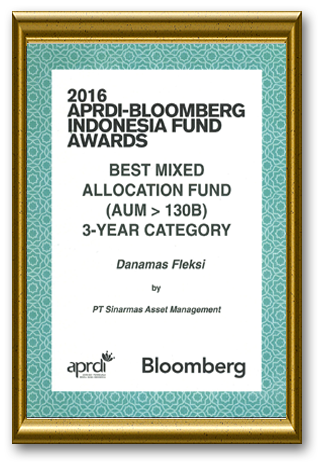 2016
APRDI-BLOOMBERG
INDONESIA FUND
AWARDS
BEST MIXED
ALLOCATION FUND
(AUM > 130B)
3-YEAR CATEGORY
Danamas Fleksi
by
PT Sinarmas Asset Management
aprdi
Bloomberg